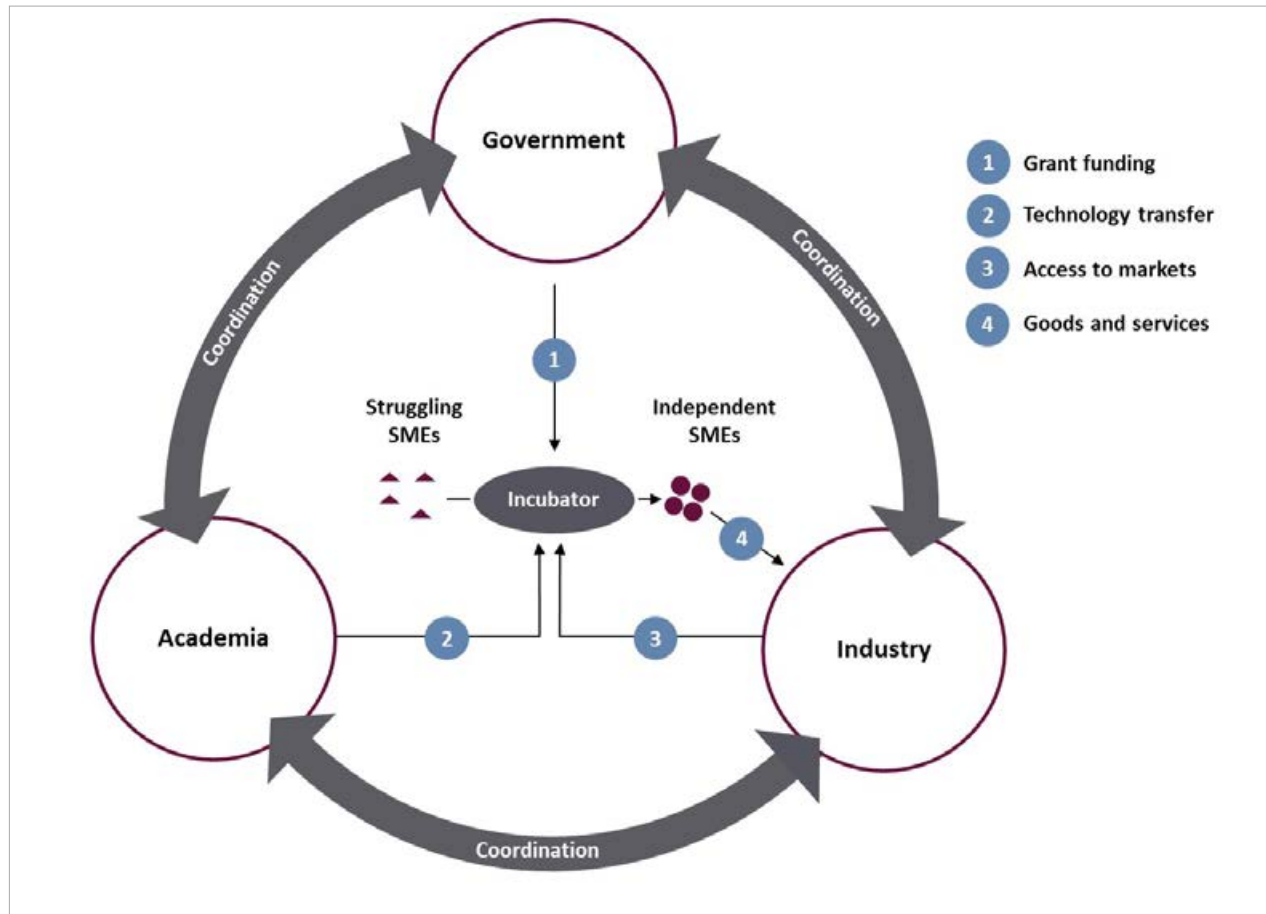 Government
1 Grant funding
2 Technology transfer
3 Access to markets
4 Goods and services
Coordination
Coordination
1
Struggling
SMEs
Independent
SMEs
Incubator
4
Academia
2
3
Industry
Coordination